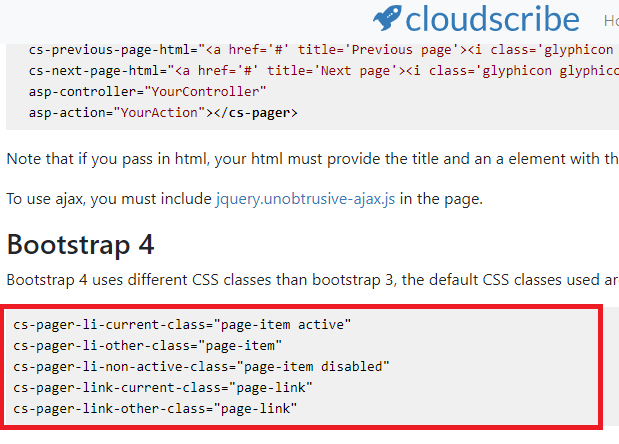 cloudscribe Ho
cs-previous-page-html="<a href='#' title='Previous page'><i class='glyphicon
cs-next-page-html="<a href='#' title='Next page'><i class='glyphicon glyphico
asp-controller="YourController"
asp-action="YourAction"></cs-pager>
Note that if you pass in html, your html must provide the title and an a element with th
To use ajax, you must include jquery.unobtrusive-ajax.js in the page.
Bootstrap 4
Bootstrap 4 uses different CSS classes than bootstrap 3, the default CSS classes used ar
cs-pager-li-current-class="page-item active"
cs-pager-li-other-class="page-item"
cs-pager-li-non-active-class="page-item disabled"
cs-pager-link-current-class="page-link"
cs-pager-link-other-class="page-link"